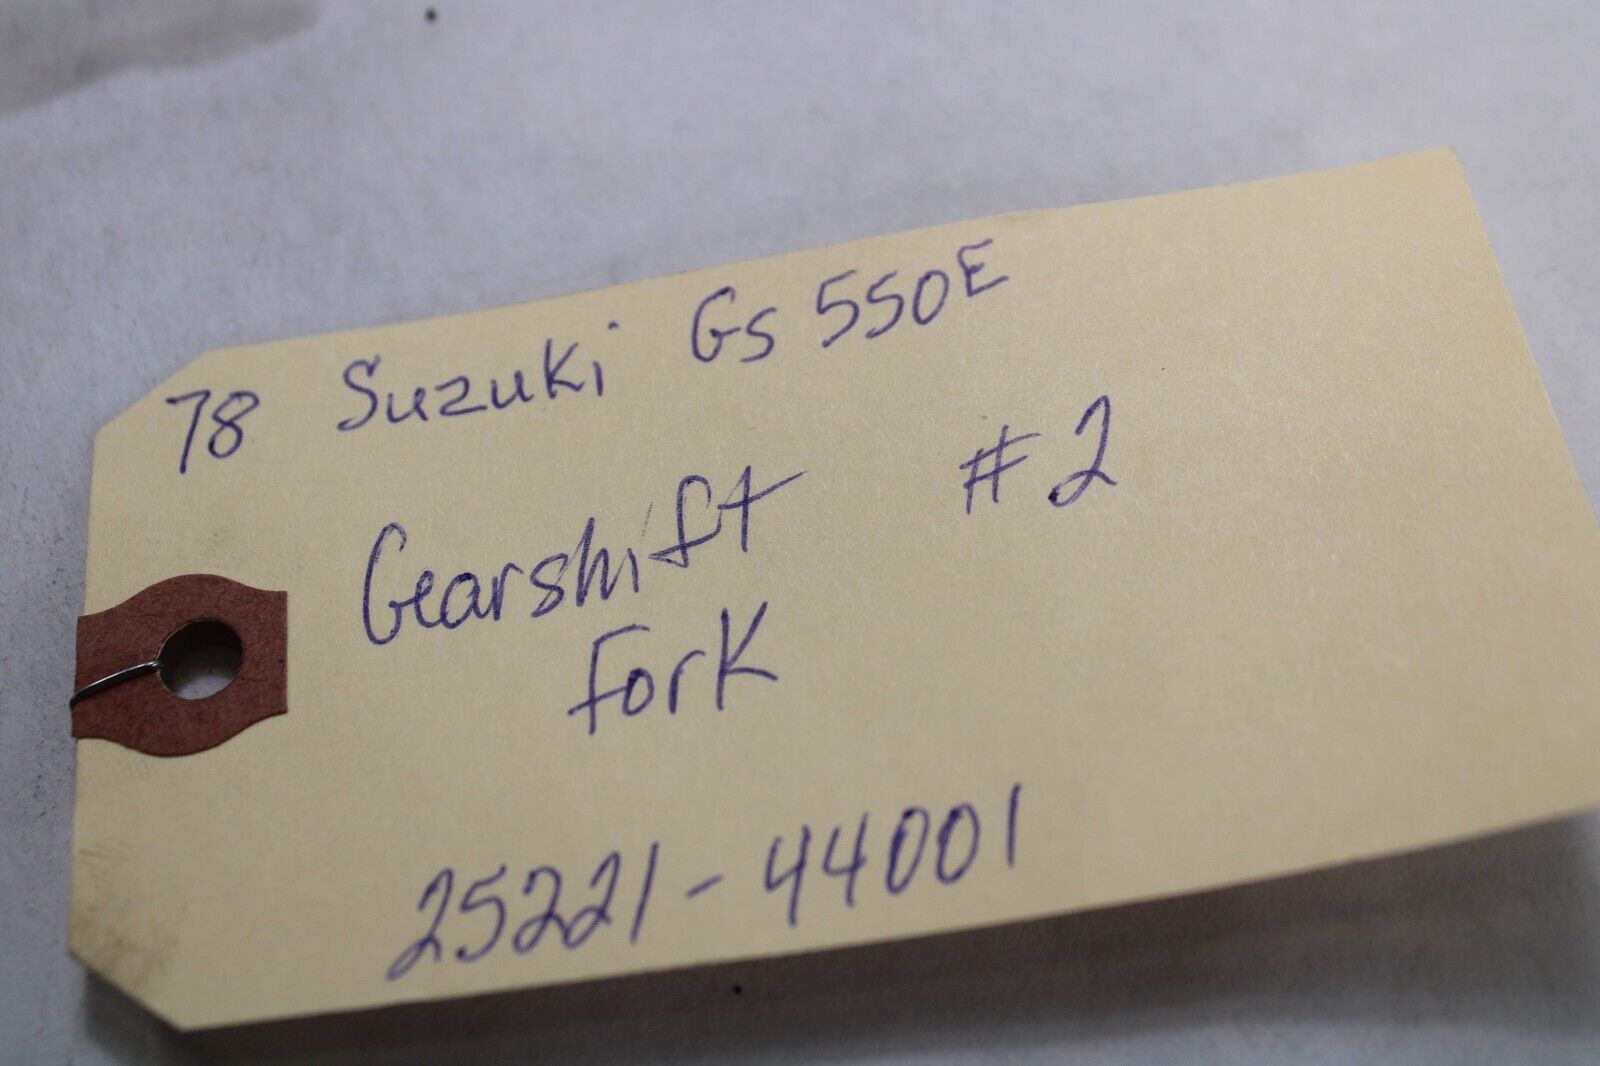 78 Suzuki GS 550E
Gearshift #2
Fork
25221-44001